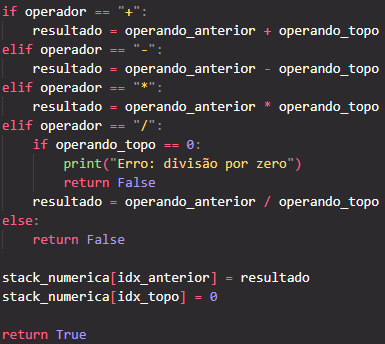 if operador == "+":
    resultado = operando_anterior + operando_topo
elif operador == "-":
    resultado = operando_anterior - operando_topo
elif operador == "*":
    resultado = operando_anterior * operando_topo
elif operador == "/":
    if operando_topo == 0:
        print("Erro: divisão por zero")
        return False
    resultado = operando_anterior / operando_topo
else:
    return False

stack_numerica[idx_anterior] = resultado
stack_numerica[idx_topo] = 0

return True